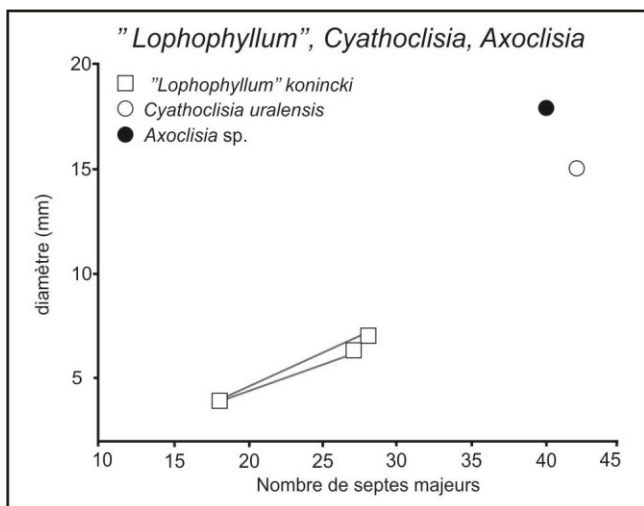 "Lophophyllum", Cyathoclisia, Axoclisia
20
"Lophophyllum" konincki
Cyathoclisia uralensis
Axoclisia sp.
15
diamètre (mm)
10
5
10 15 20 25 30 35 40 45
Nombre de septes majeurs